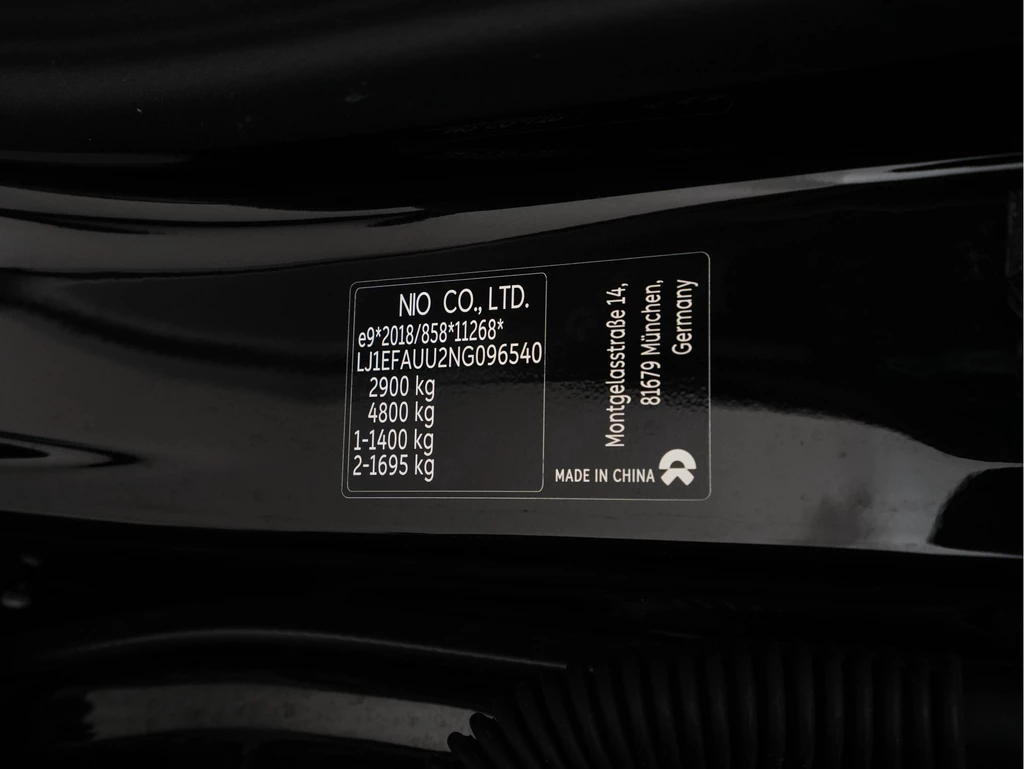 NIO CO., LTD.
e9*2018/858*11268*
LJ1EFAUU2NG096540
2900 kg
4800 kg
1-1400 kg
2-1695 kg
Montgelasstraße 14,
81679 München,
Germany
MADE IN CHINA